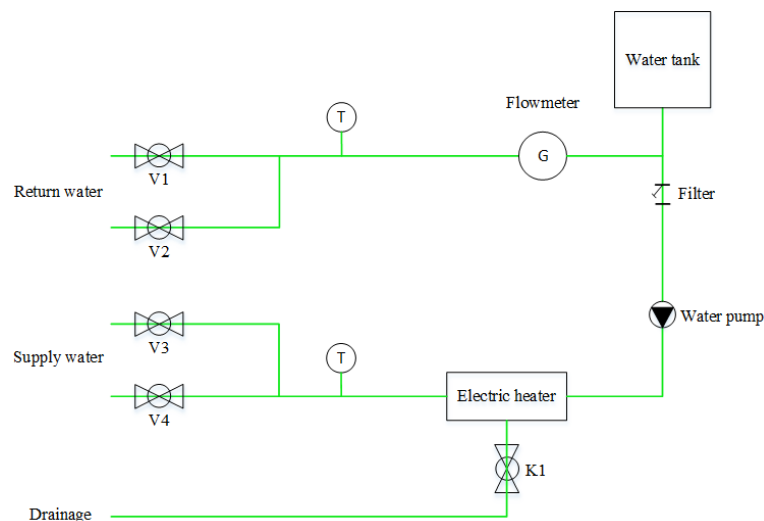 Water tank
Flowmeter
T
G
V1
Return water
Filter
V2
Water pump
V3
Supply water
T
Electric heater
V4
K1
Drainage